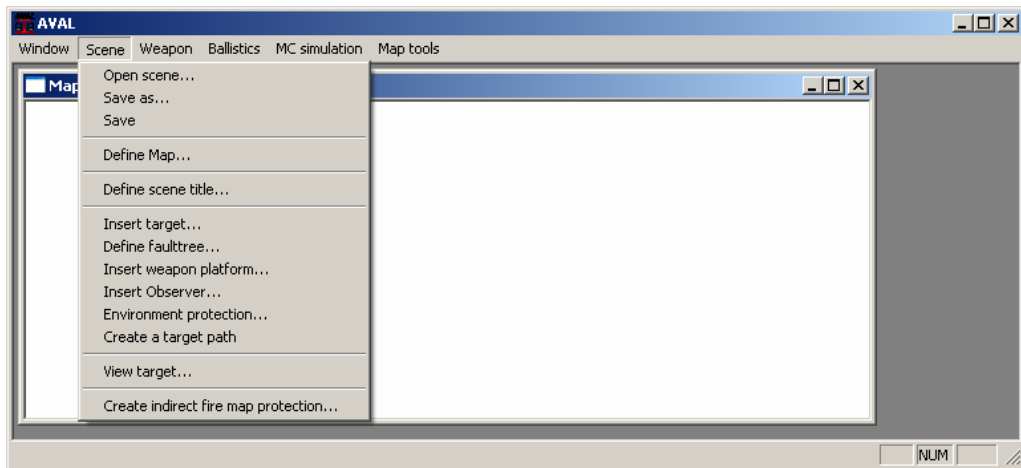 AVAL
Window Scene Weapon Ballistics MC simulation Map tools
Map
Open scene...
Save as...
Save
Define Map...
Define scene title...
Insert target...
Define faulttree...
Insert weapon platform...
Insert Observer...
Environment protection...
Create a target path
View target...
Create indirect fire map protection...
NUM